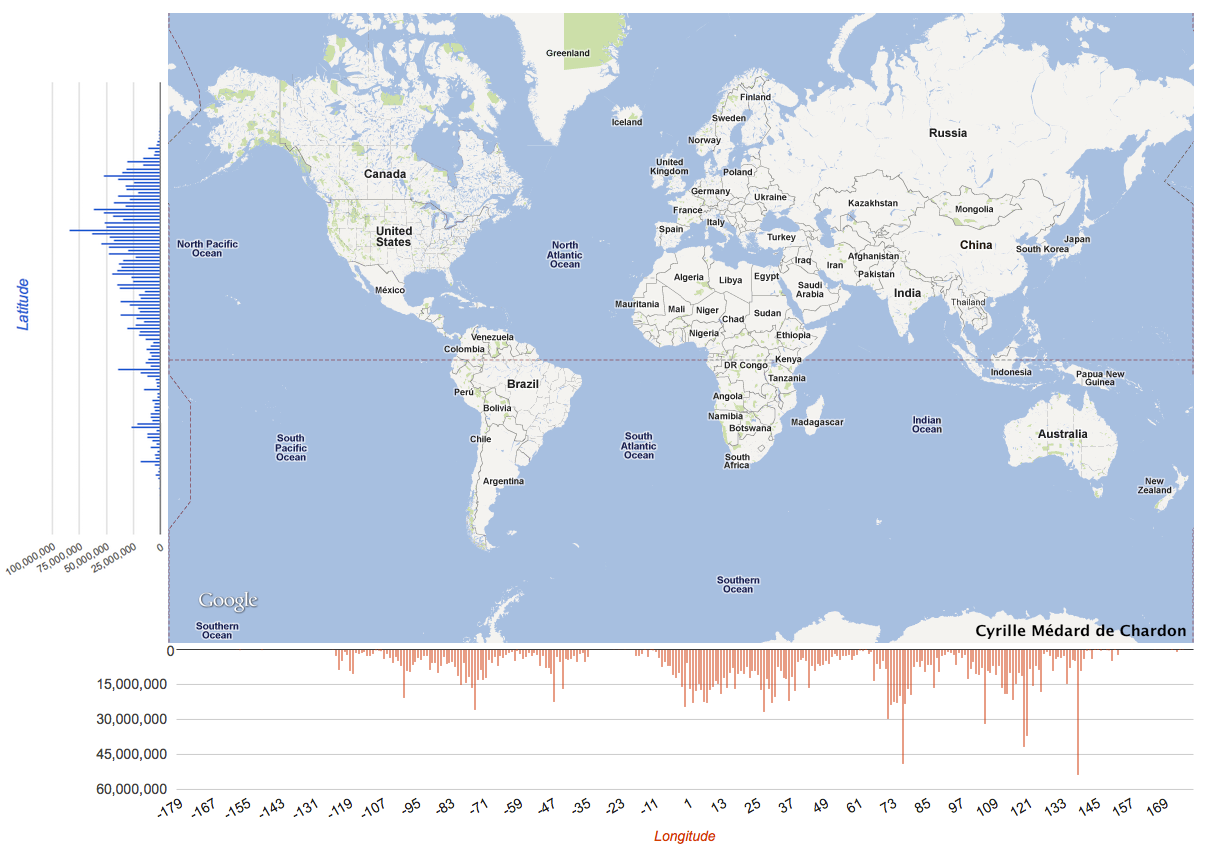 Greenland
Iceland
Finland
Sweden
Norway
Russia
Canada
United
Kingdom
Poland
Germany
Ukraine
France
Italy
Spain
Turkey
Kazakhstan
Mongolia
China
Japan
South Korea
United
States
North Pacific
Ocean
North
Atlantic
Ocean
Iraq
Iran
Afghanistan
Pakistan
Algeria
Libya
Egypt
Saudi
Arabia
India
Thailand
México
Mauritania
Mali
Niger
Chad
Sudan
Nigeria
Ethiopia
Venezuela
Colombia
DR Congo
Kenya
Tanzania
Indonesia
Papua New
Guinea
Perú
Brazil
Bolivia
Angola
Namibia
Botswana
Madagascar
Indian
Ocean
Australia
Chile
South
Pacific
Ocean
South
Atlantic
Ocean
South
Africa
Argentina
New
Zealand
Southern
Ocean
Google
Southern
Ocean
Cyrille Médard de Chardon
Latitude
100,000,000
75,000,000
50,000,000
25,000,000
0
0
15,000,000
30,000,000
45,000,000
60,000,000
-179 -167 -155 -143 -131 -119 -107 -95 -83 -71 -59 -47 -35 -23 -11 1 13 25 37 49 61 73 85 97 109 121 133 145 157 169
Longitude